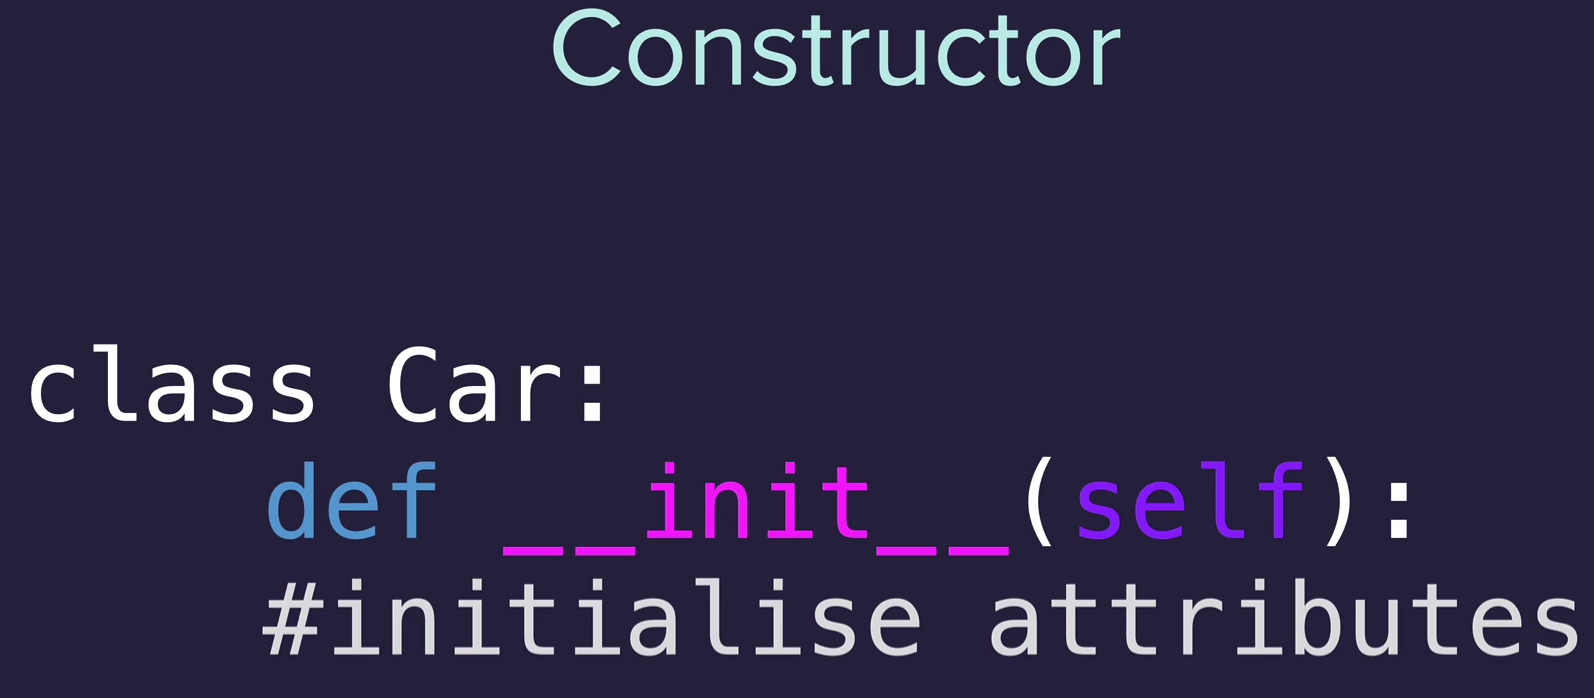 Constructor
class Car:
    def __init__(self):
    #initialise attributes